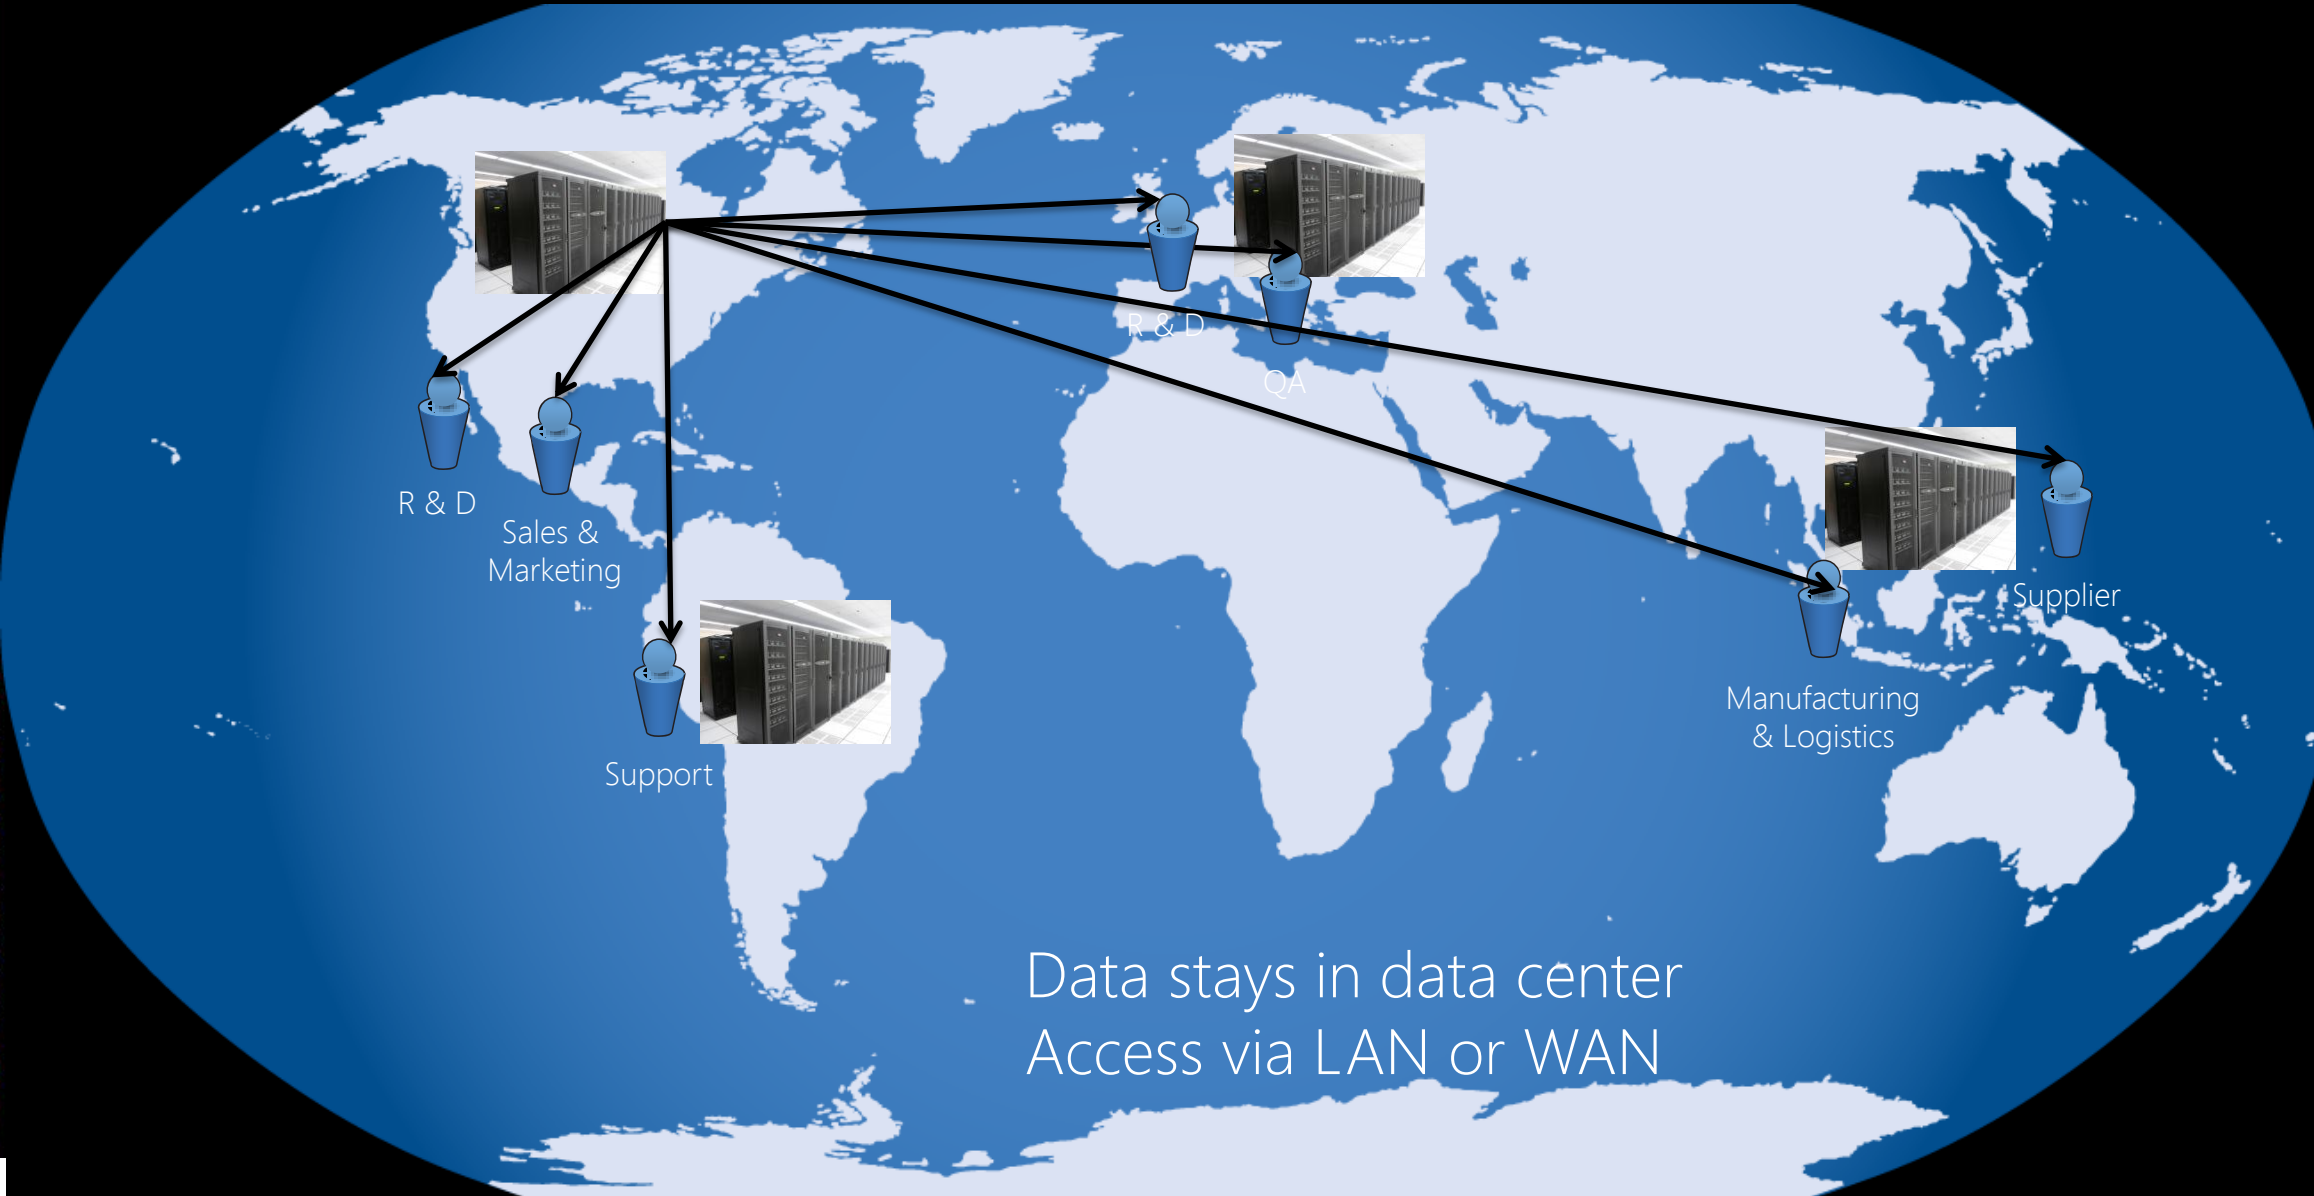 R & D
QA
R & D
Sales &
Marketing
Supplier
Manufacturing
& Logistics
Support
Data stays in data center
Access via LAN or WAN